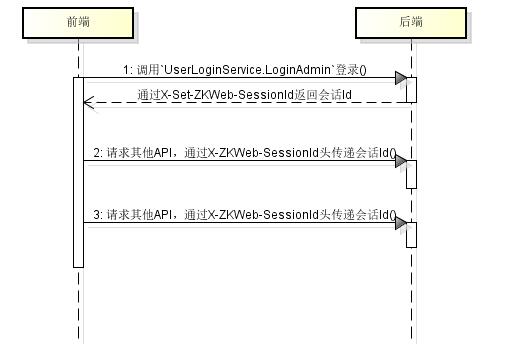 前端
后端
1: 调用`UserLoginService.LoginAdmin`登录()
通过X-Set-ZKWeb-SessionId返回会话Id
2: 请求其他API，通过X-ZKWeb-SessionId头传递会话Id()
3: 请求其他API，通过X-ZKWeb-SessionId头传递会话Id()